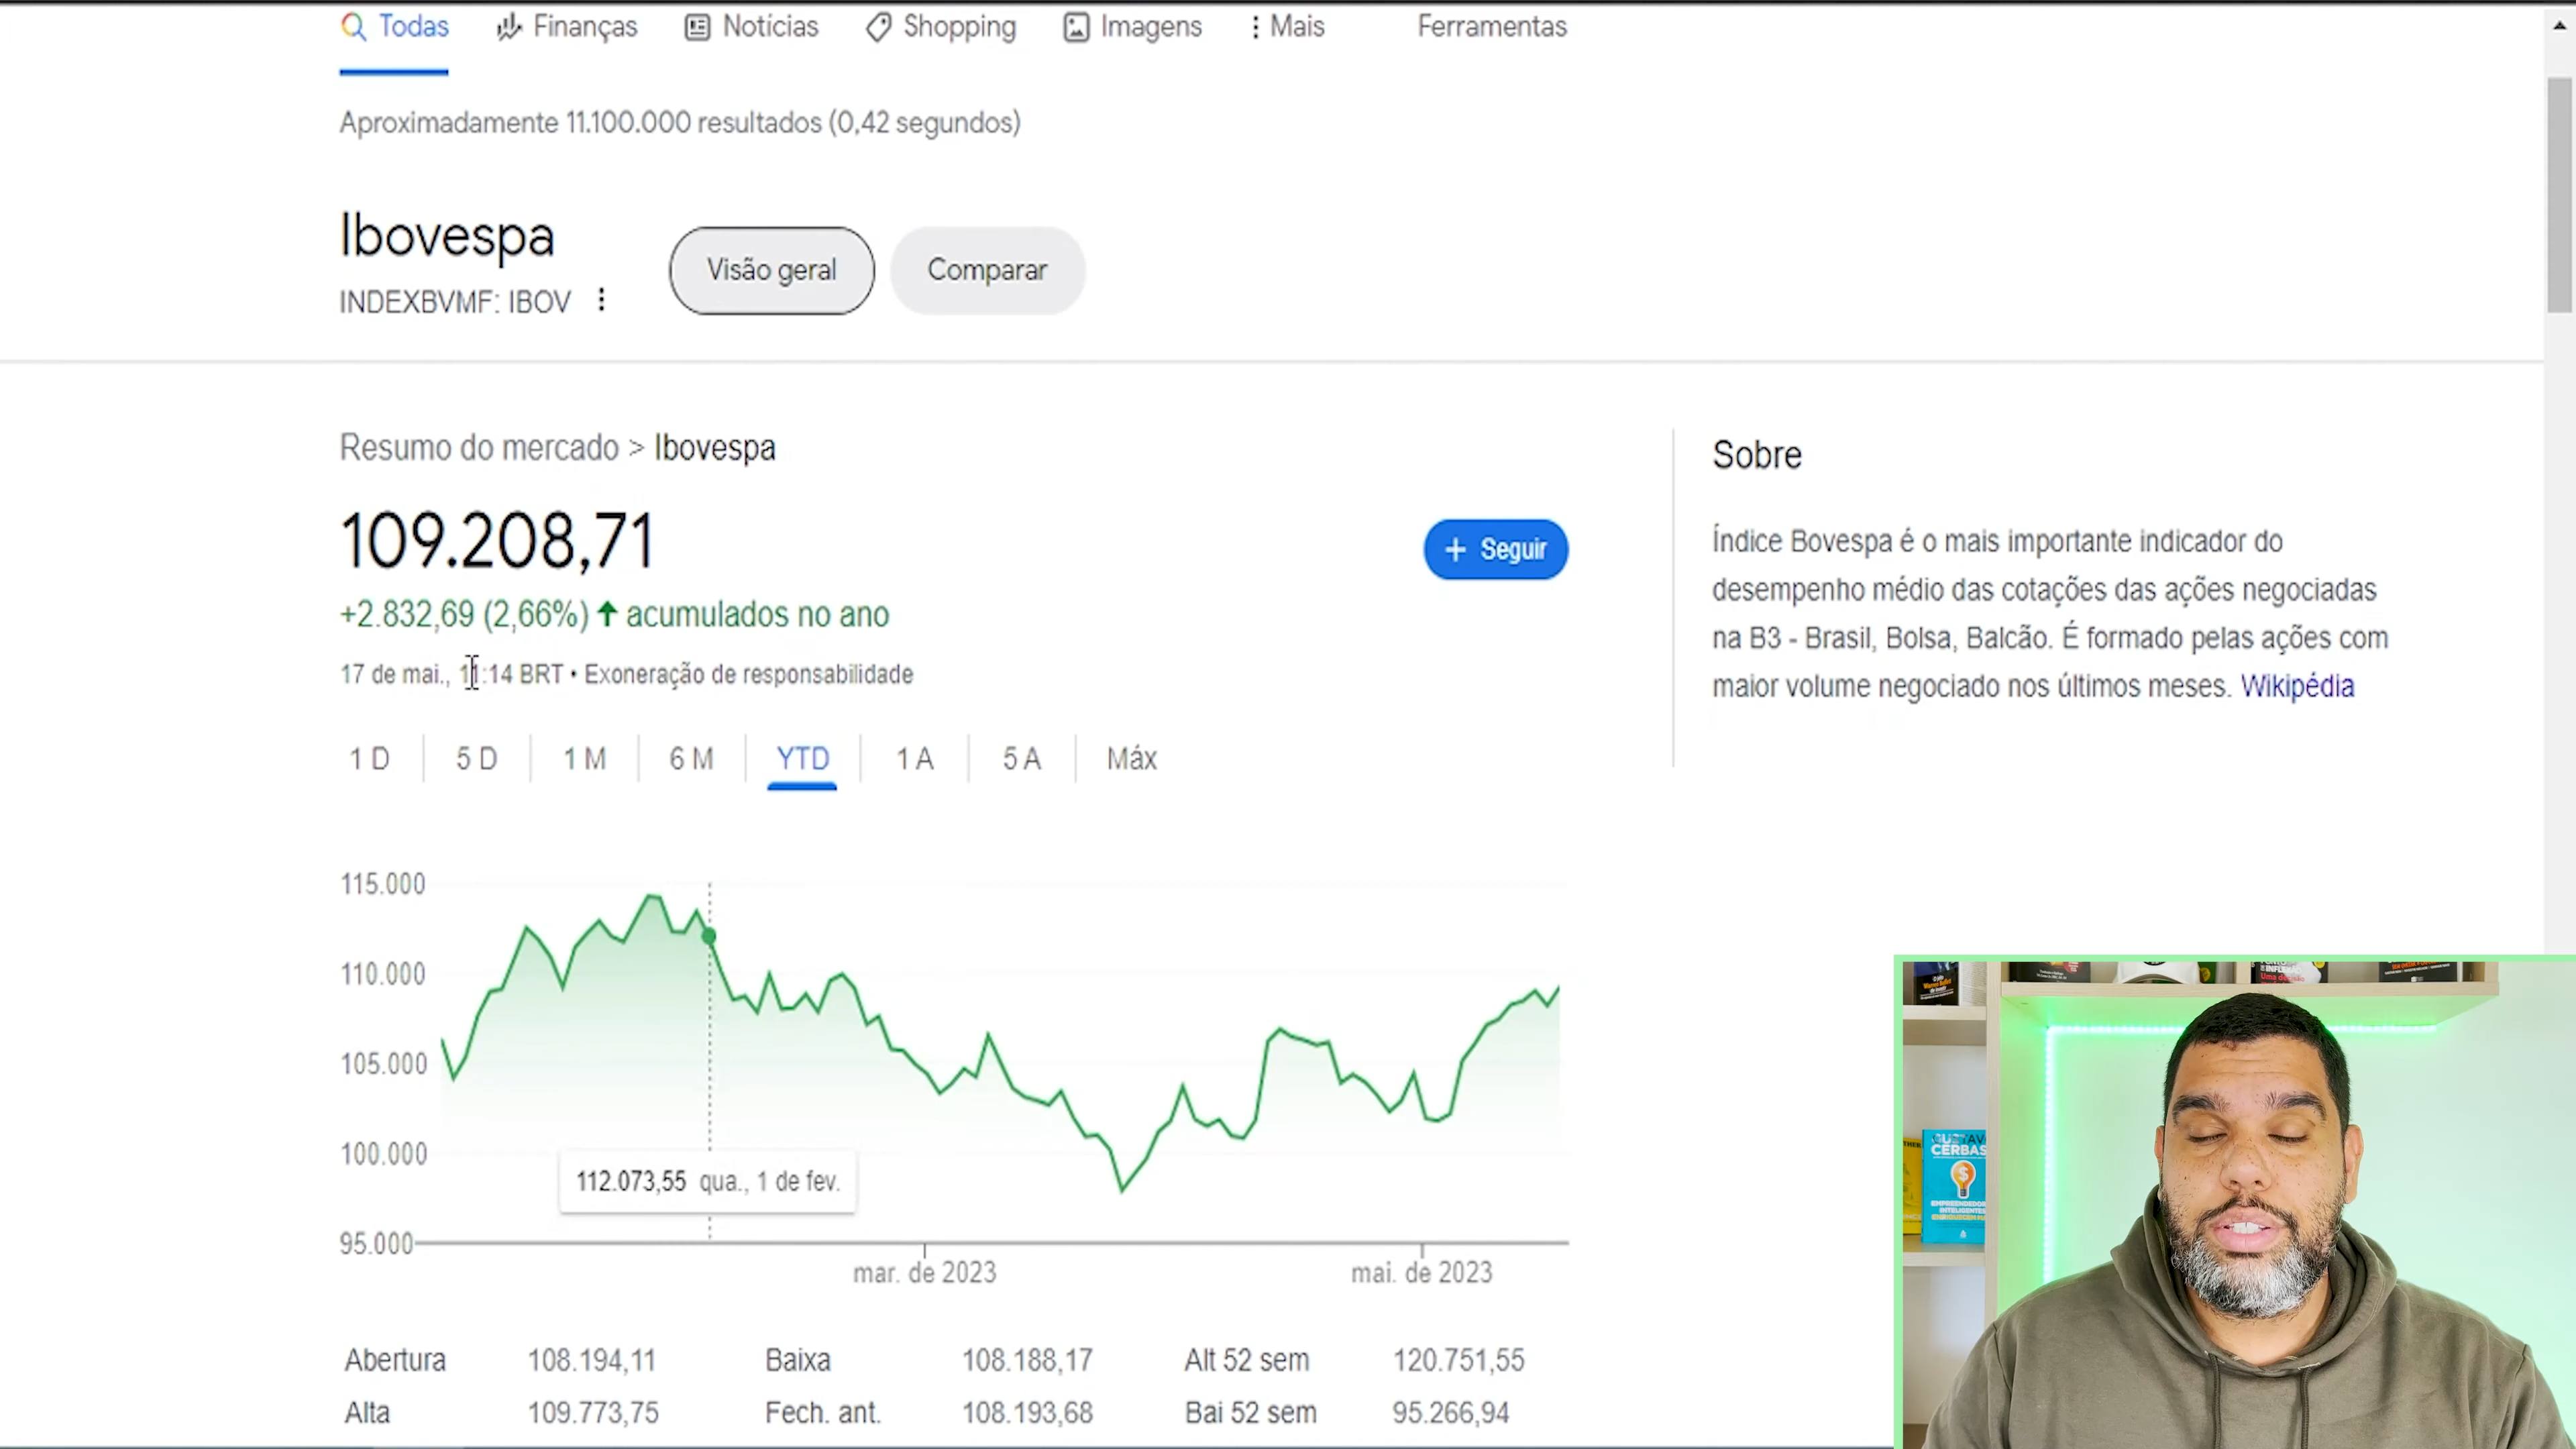 Todas Finanças Notícias Shopping Imagens Mais Ferramentas
Aproximadamente 11.100.000 resultados (0,42 segundos)
Ibovespa
INDEXBVMF: IBOV
Visão geral Comparar
Resumo do mercado > Ibovespa
109.208,71
+ Seguir
+2.832,69 (2,66%) ↑ acumulados no ano
17 de mai., 11:14 BRT • Exoneração de responsabilidade
1 D 5 D 1 M 6 M YTD 1 A 5 A Máx
115.000
110.000
105.000
100.000
95.000
112.073,55 qua., 1 de fev.
mar. de 2023 mai. de 2023
Abertura 108.194,11 Baixa 108.188,17 Alt 52 sem 120.751,55
Alta 109.773,75 Fech. ant. 108.193,68 Bai 52 sem 95.266,94
Sobre
Índice Bovespa é o mais importante indicador do
desempenho médio das cotações das ações negociadas
na B3 - Brasil, Bolsa, Balcão. É formado pelas ações com
maior volume negociado nos últimos meses. Wikipédia
CERBAS